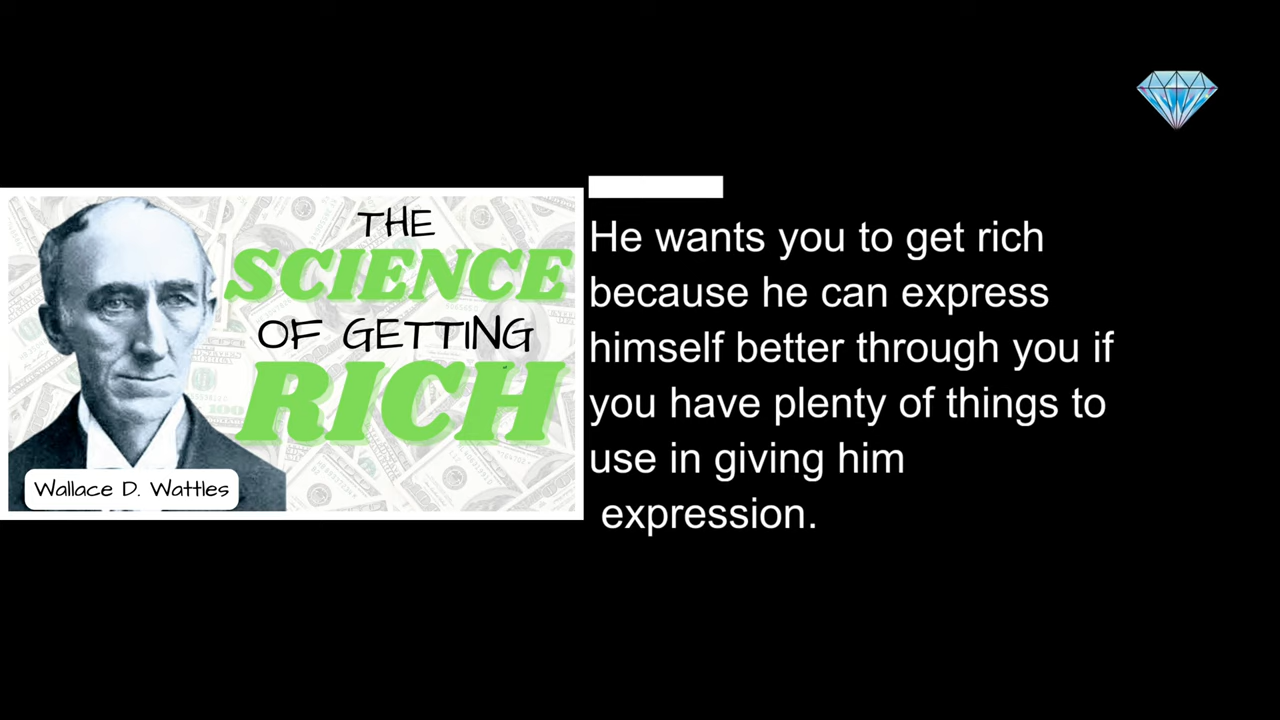 THE
SCIENCE
OF GETTING
RICH
Wallace D. Wattles
He wants you to get rich
because he can express
himself better through you if
you have plenty of things to
use in giving him
expression.